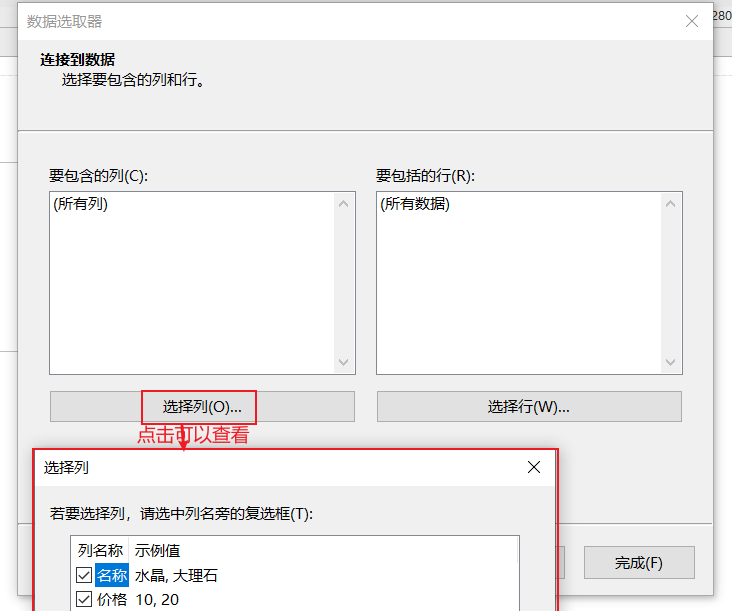 数据选取器
280
连接到数据
选择要包含的列和行。
要包含的列(C):
要包括的行(R):
(所有列)
(所有数据)
选择列(O)...
选择行(W)...
点击可以查看
选择列
若要选择列，请选中列名旁的复选框(T):
列名称 示例值
名称 水晶, 大理石
价格 10, 20
完成(F)